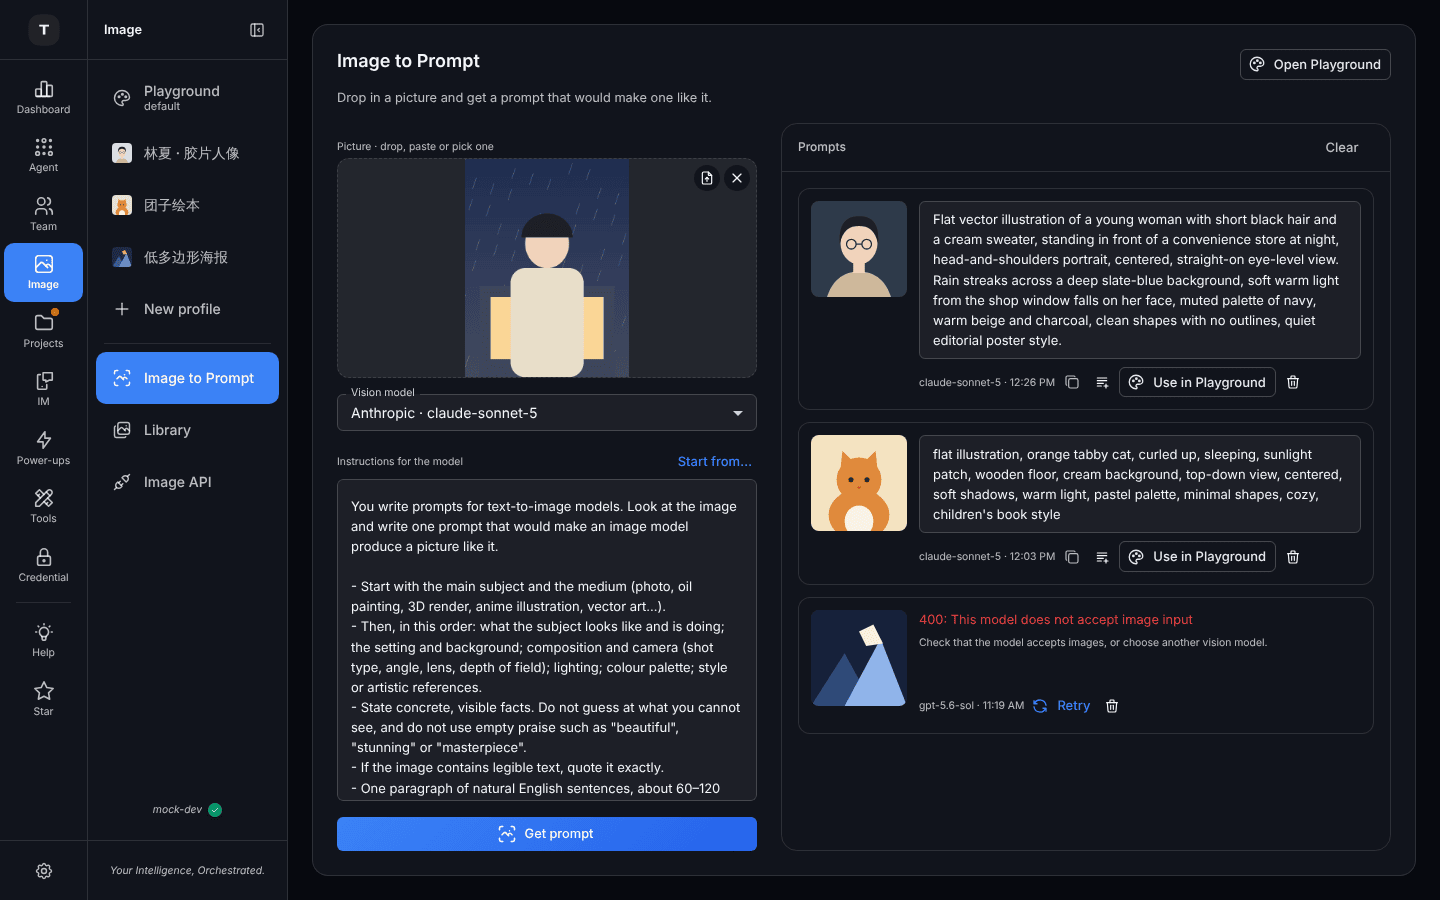 T
Image
Dashboard
Agent
Team
Image
Projects
IM
Power-ups
Tools
Credential
Help
Star
Playground
default
林夏 · 胶片人像
团子绘本
低多边形海报
New profile
Image to Prompt
Library
Image API
mock-dev
Your Intelligence, Orchestrated.
Image to Prompt
Open Playground
Drop in a picture and get a prompt that would make one like it.
Picture · drop, paste or pick one
Vision model
Anthropic · claude-sonnet-5
Instructions for the model
Start from...
You write prompts for text-to-image models. Look at the image
and write one prompt that would make an image model
produce a picture like it.
- Start with the main subject and the medium (photo, oil
painting, 3D render, anime illustration, vector art...).
- Then, in this order: what the subject looks like and is doing;
the setting and background; composition and camera (shot
type, angle, lens, depth of field); lighting; colour palette; style
or artistic references.
- State concrete, visible facts. Do not guess at what you cannot
see, and do not use empty praise such as "beautiful",
"stunning" or "masterpiece".
- If the image contains legible text, quote it exactly.
- One paragraph of natural English sentences, about 60–120
Get prompt
Prompts
Clear
Flat vector illustration of a young woman with short black hair and
a cream sweater, standing in front of a convenience store at night,
head-and-shoulders portrait, centered, straight-on eye-level view.
Rain streaks across a deep slate-blue background, soft warm light
from the shop window falls on her face, muted palette of navy,
warm beige and charcoal, clean shapes with no outlines, quiet
editorial poster style.
claude-sonnet-5 · 12:26 PM
Use in Playground
flat illustration, orange tabby cat, curled up, sleeping, sunlight
patch, wooden floor, cream background, top-down view, centered,
soft shadows, warm light, pastel palette, minimal shapes, cozy,
children's book style
claude-sonnet-5 · 12:03 PM
Use in Playground
400: This model does not accept image input
Check that the model accepts images, or choose another vision model.
gpt-5.6-sol · 11:19 AM
Retry